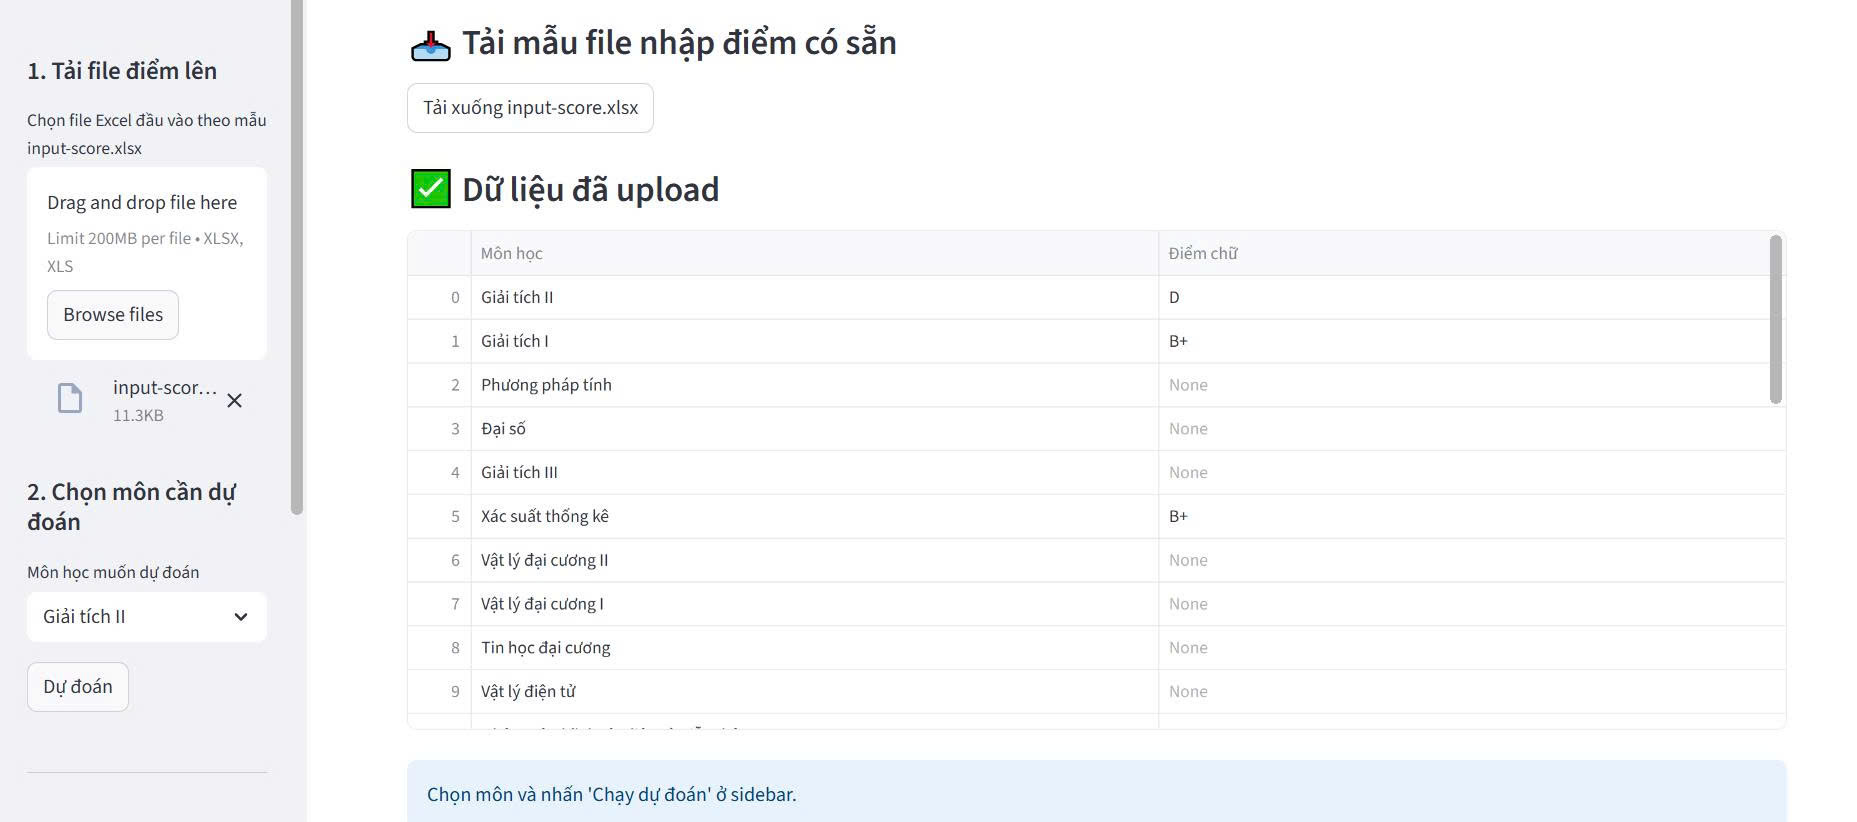 1. Tải file điểm lên
Chọn file Excel đầu vào theo mẫu
input-score.xlsx
Drag and drop file here
Limit 200MB per file • XLSX,
XLS
Browse files
input-scor...
11.3KB
2. Chọn môn cần dự
đoán
Môn học muốn dự đoán
Giải tích II
Dự đoán
Tải mẫu file nhập điểm có sẵn
Tải xuống input-score.xlsx
Dữ liệu đã upload
Môn học Điểm chữ
0 Giải tích II D
1 Giải tích I B+
2 Phương pháp tính None
3 Đại số None
4 Giải tích III None
5 Xác suất thống kê B+
6 Vật lý đại cương II None
7 Vật lý đại cương I None
8 Tin học đại cương None
9 Vật lý điện tử None
Chọn môn và nhấn 'Chạy dự đoán' ở sidebar.